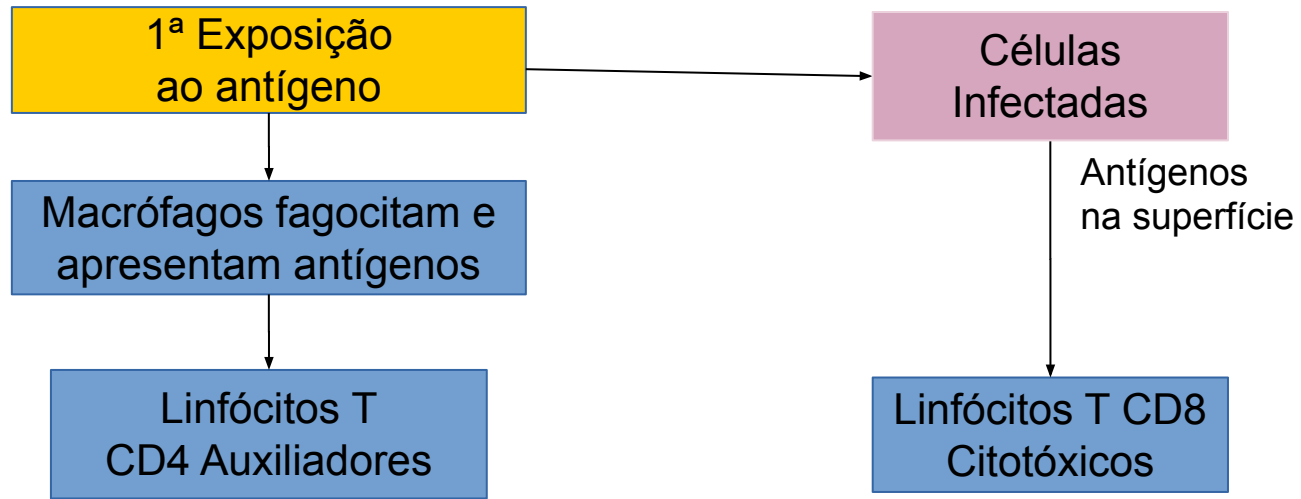 1ª Exposição
ao antígeno
Células
Infectadas
Antígenos
na superfície
Macrófagos fagocitam e
apresentam antígenos
Linfócitos T
CD4 Auxiliadores
Linfócitos T CD8
Citotóxicos